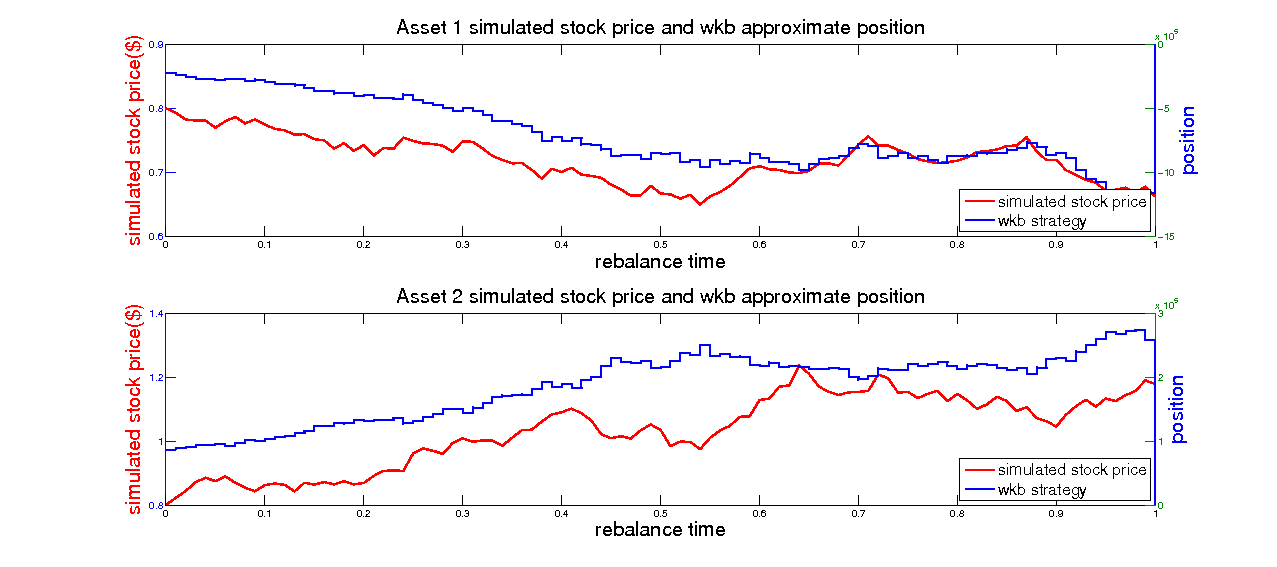 Asset 1 simulated stock price and wkb approximate position
x 10^5
simulated stock price($)
0.9
0.8
0.7
0.6
0
-5
-10
-15
position
simulated stock price
wkb strategy
0 0.1 0.2 0.3 0.4 0.5 0.6 0.7 0.8 0.9 1
rebalance time
Asset 2 simulated stock price and wkb approximate position
x 10^5
simulated stock price($)
1.4
1.2
1
0.8
3
2
1
0
position
simulated stock price
wkb strategy
0 0.1 0.2 0.3 0.4 0.5 0.6 0.7 0.8 0.9 1
rebalance time